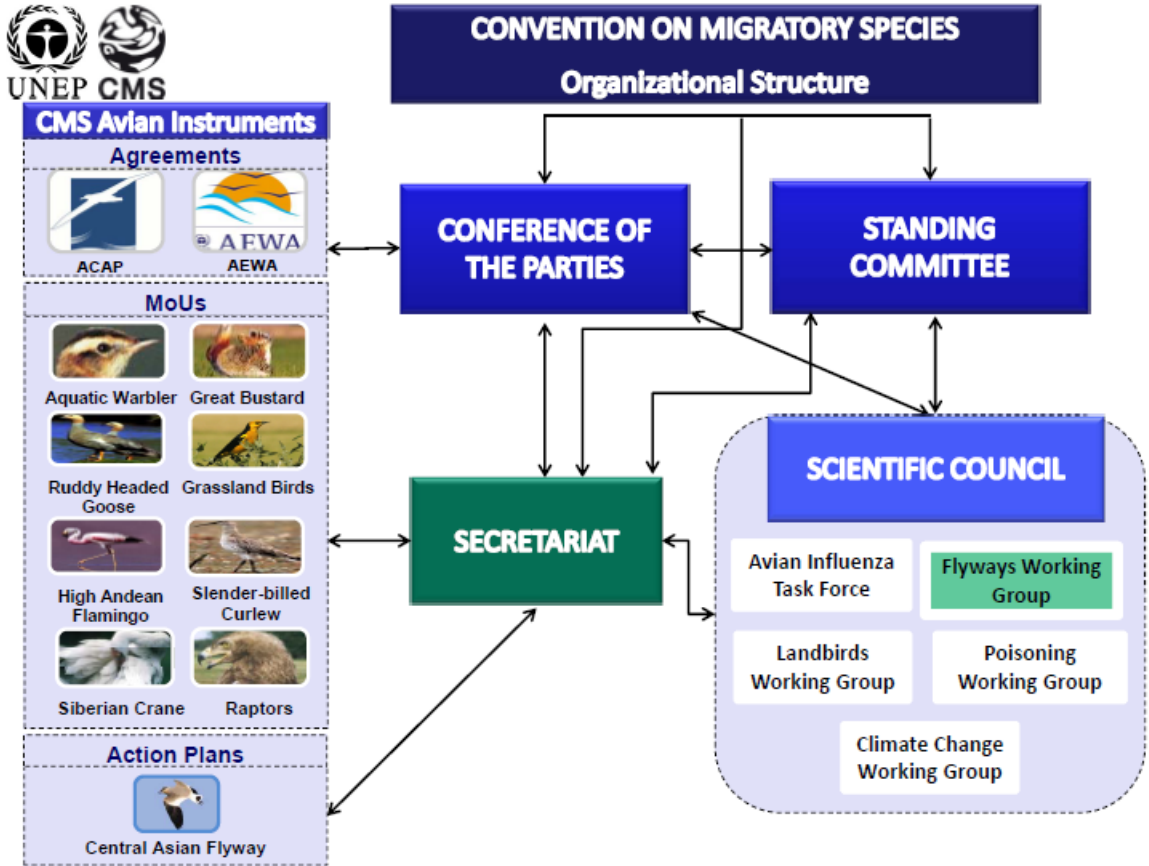 UNEP CMS
CONVENTION ON MIGRATORY SPECIES
Organizational Structure
CMS Avian Instruments
Agreements
AEWA
ACAP
AEWA
MoUs
Aquatic Warbler
Great Bustard
Ruddy Headed
Goose
Grassland Birds
High Andean
Flamingo
Slender-billed
Curlew
Siberian Crane
Raptors
Action Plans
Central Asian Flyway
CONFERENCE OF
THE PARTIES
STANDING
COMMITTEE
SECRETARIAT
SCIENTIFIC COUNCIL
Avian Influenza
Task Force
Flyways Working
Group
Landbirds
Working Group
Poisoning
Working Group
Climate Change
Working Group